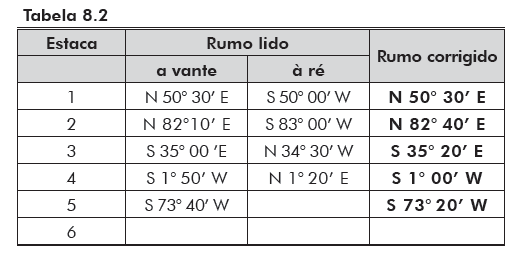 Tabela 8.2
Estaca Rumo lido Rumo corrigido
a vante à ré
1 N 50° 30′ E S 50° 00′ W N 50° 30′ E
2 N 82°10′ E S 83° 00′ W N 82° 40′ E
3 S 35° 00 ′E N 34° 30′ W S 35° 20′ E
4 S 1° 50′ W N 1° 20′ E S 1° 00′ W
5 S 73° 40′ W S 73° 20′ W
6